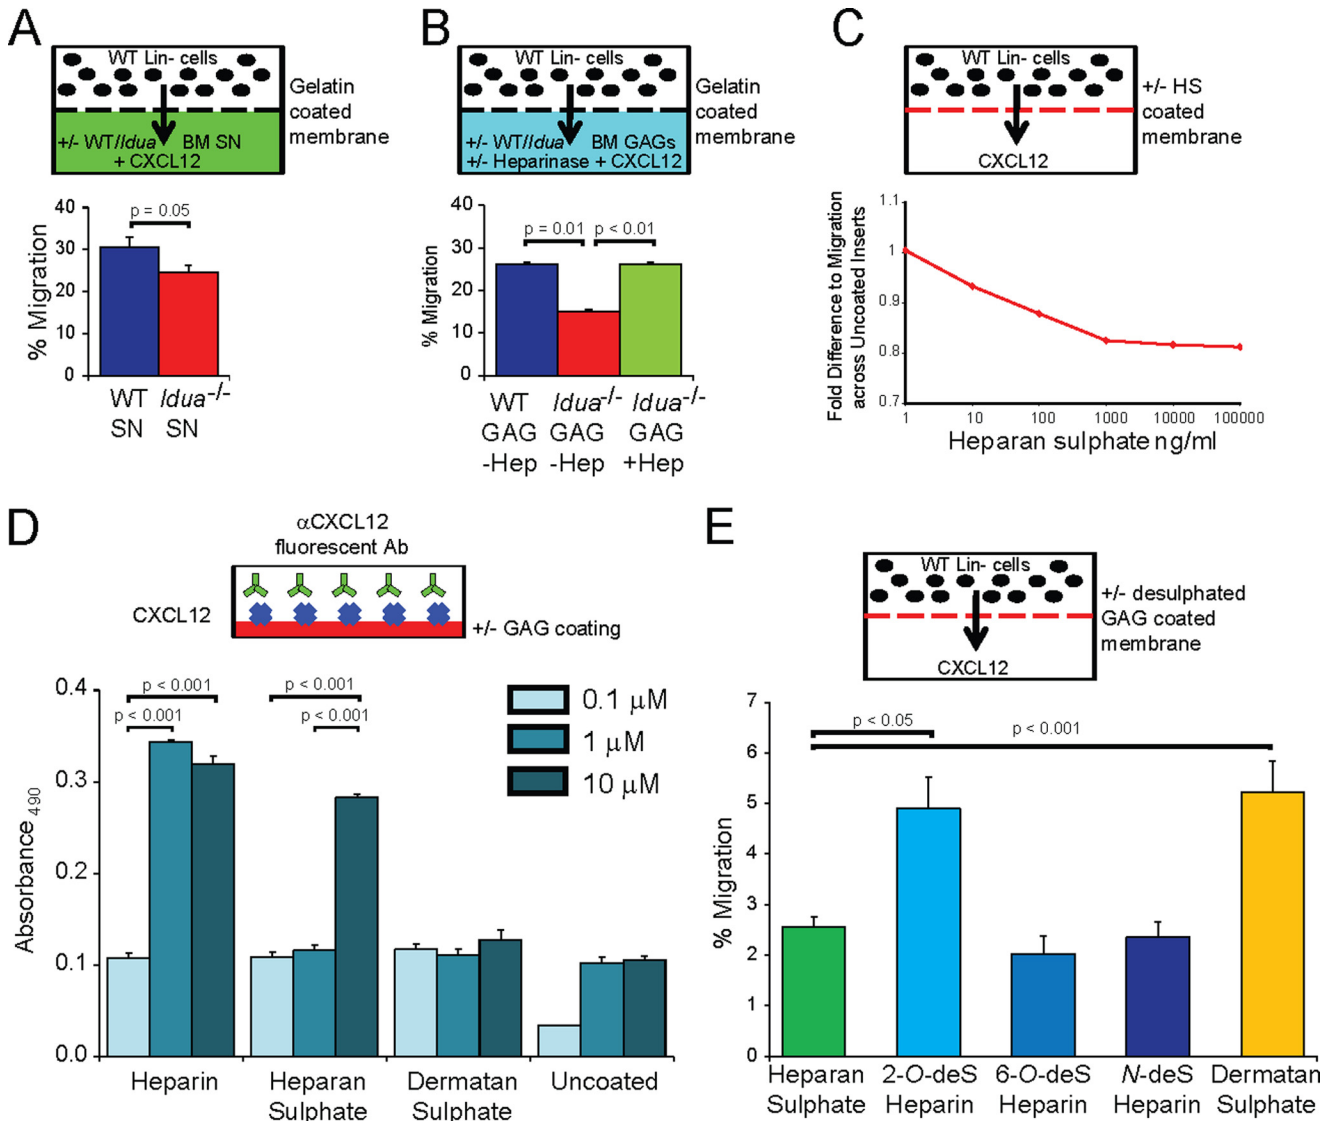 A
WT Lin- cells
Gelatin
coated
membrane
+/- WT/Idua BM SN
+ CXCL12
% Migration
40
30
20
10
0
p = 0.05
WT
SN
Idua-/-
SN
B
WT Lin- cells
Gelatin
coated
membrane
+/- WT/Idua BM GAGs
+/- Heparinase + CXCL12
% Migration
40
30
20
10
0
p = 0.01
p < 0.01
WT
GAG
-Hep
Idua-/-
GAG
-Hep
Idua-/-
GAG
+Hep
C
WT Lin- cells
+/- HS
coated
membrane
CXCL12
Fold Difference to Migration
across Uncoated Inserts
1.1
1
0.9
0.8
0.7
1 10 100 1000 10000 100000
Heparan sulphate ng/ml
D
αCXCL12
fluorescent Ab
CXCL12
+/- GAG coating
Absorbance 490
0.4
0.3
0.2
0.1
0.0
p < 0.001
p < 0.001
p < 0.001
p < 0.001
0.1 μM
1 μM
10 μM
Heparin
Heparan
Sulphate
Dermatan
Sulphate
Uncoated
E
WT Lin- cells
+/- desulphated
GAG coated
membrane
CXCL12
% Migration
7
6
5
4
3
2
1
0
p < 0.05
p < 0.001
Heparan
Sulphate
2-O-deS
Heparin
6-O-deS
Heparin
N-deS
Heparin
Dermatan
Sulphate